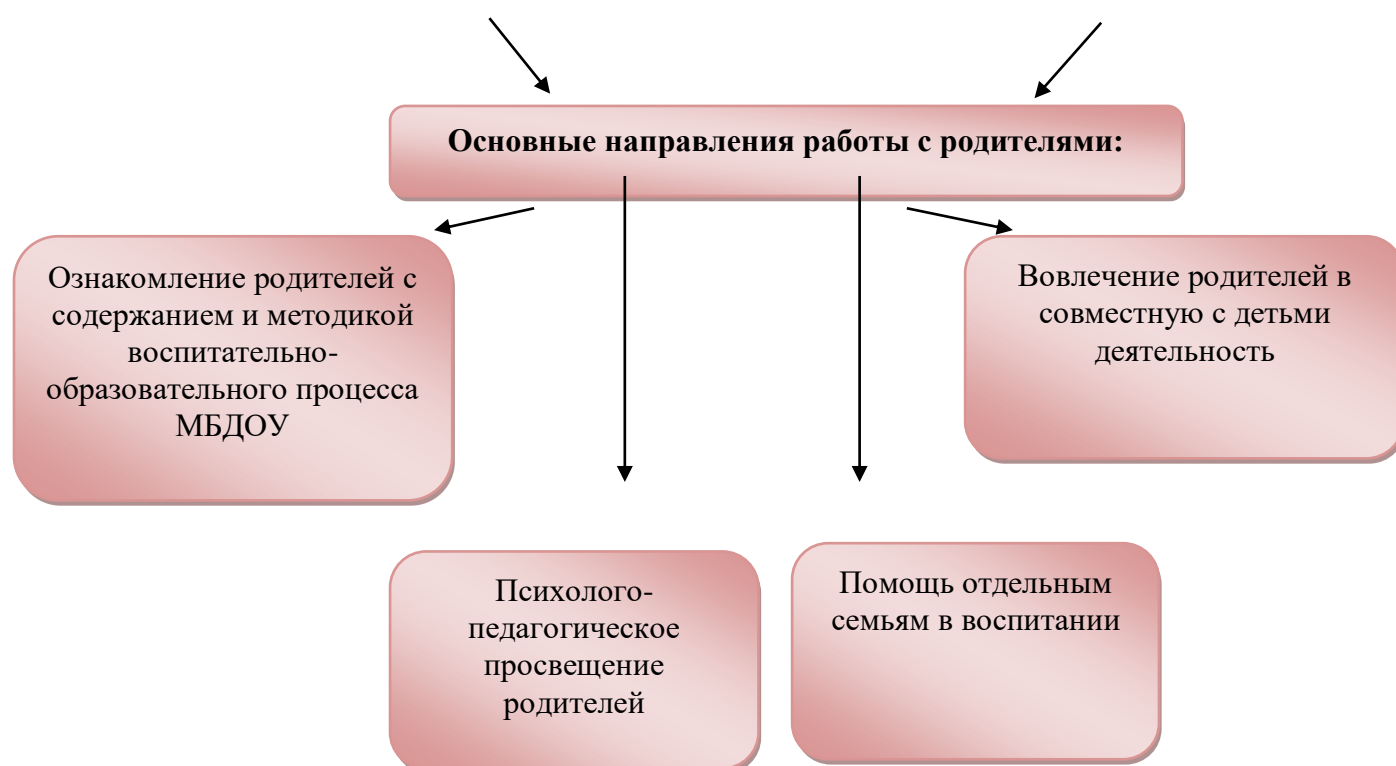 Основные направления работы с родителями:
Ознакомление родителей с
содержанием и методикой
воспитательно-
образовательного процесса
МБДОУ
Вовлечение родителей в
совместную с детьми
деятельность
Психолого-
педагогическое
просвещение
родителей
Помощь отдельным
семьям в воспитании